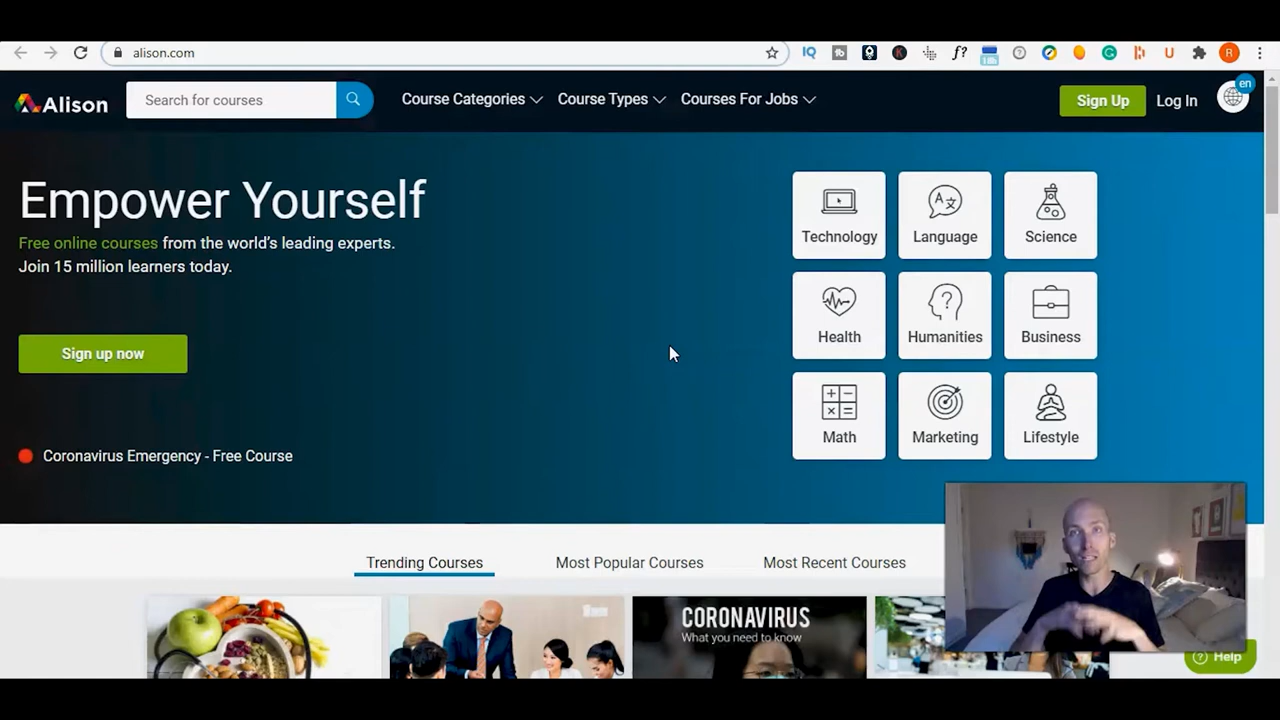 alison.com
Alison
Search for courses
Course Categories
Course Types
Courses For Jobs
Sign Up
Log In
en
Empower Yourself
Free online courses from the world's leading experts.
Join 15 million learners today.
Sign up now
Coronavirus Emergency - Free Course
Technology
Language
Science
Health
Humanities
Business
Math
Marketing
Lifestyle
Trending Courses
Most Popular Courses
Most Recent Courses
CORONAVIRUS
What you need to know
Help